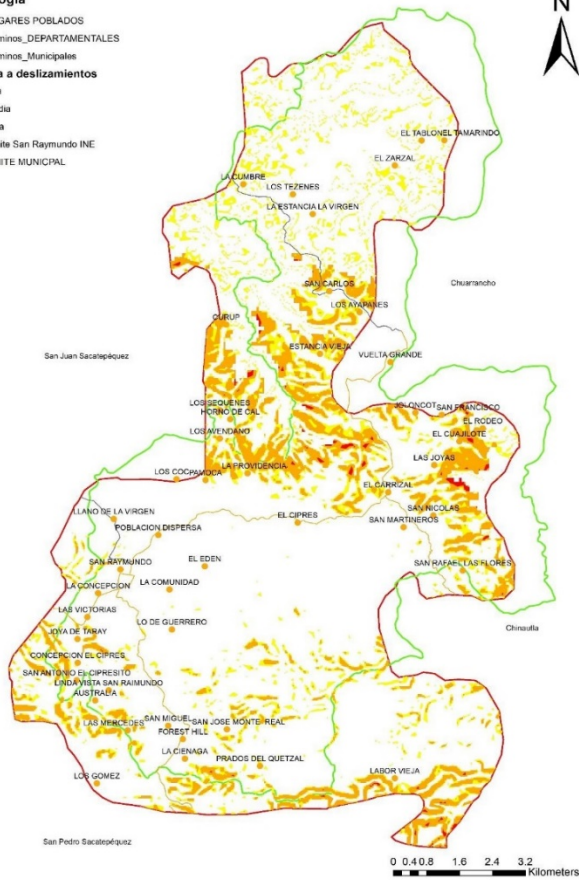 N
GARES POBLADOS
minos_DEPARTAMENTALES
minos_Municipales
a a deslizamientos
dia
a
ite San Raymundo INE
ITE MUNICPAL
EL TABLONEL TAMARINDO
EL ZARZAL
LA CUMBRE
LOS TEZENES
LA ESTANCIA LA VIRGEN
SAN CARLOS
Chuarrancho
LOS AYAPANES
CURUP
ESTANCIA VIEJA
San Juan Sacatepéquez
VUELTA GRANDE
LOS SEQUENES
HORNO DE CAL
JOLONCOT
SAN FRANCISCO
EL RODEO
LOS AVENDANO
EL CUAJILOTE
LAS JOYAS
LOS COC
PAMOCA
LA PROVIDENCIA
EL CARRIZAL
LLANO DE LA VIRGEN
EL CIPRES
SAN NICOLAS
SAN MARTINEROS
POBLACION DISPERSA
SAN RAYMUNDO
EL EDEN
SAN RAFAEL LAS FLORES
LA CONCEPCION
LA COMUNIDAD
LAS VICTORIAS
LO DE GUERRERO
Chinautla
JOYA DE TARAY
CONCEPCION EL CIPRES
SAN ANTONIO EL CIPRESITO
LINDA VISTA SAN RAIMUNDO
AUSTRALIA
LAS MERCEDES
SAN MIGUEL
SAN JOSE MONTE REAL
FOREST HILL
LA CIENAGA
PRADOS DEL QUETZAL
LABOR VIEJA
LOS GOMEZ
San Pedro Sacatepéquez
0 0.4 0.8 1.6 2.4 3.2
Kilometers